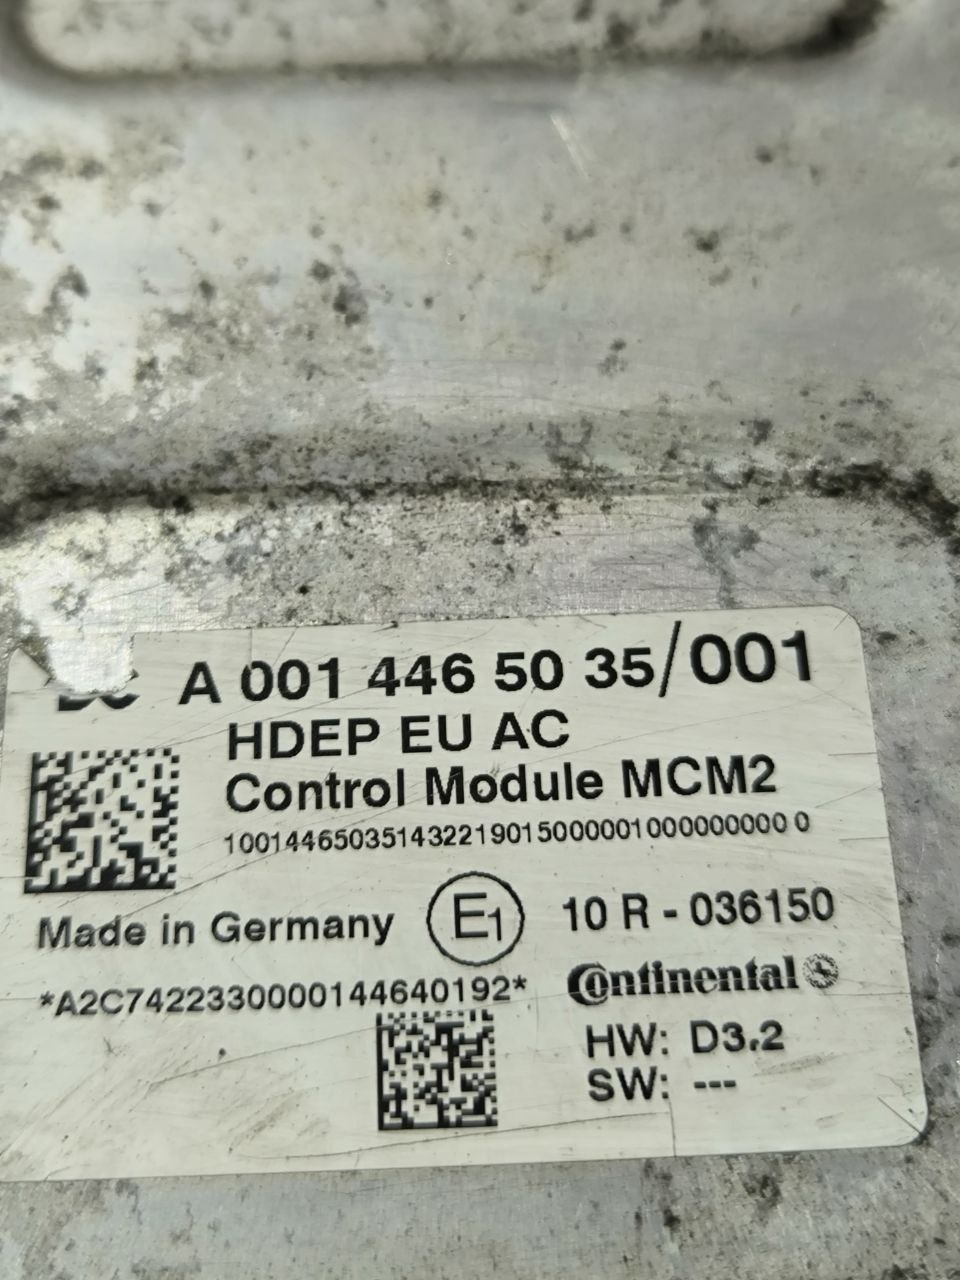 A 001 446 50 35/001
HDEP EU AC
Control Module MCM2
10014465035143221901500000100000000 0
Made in Germany E1 10 R - 036150
*A2C7422330000144640192* Continental
HW: D3.2
SW: ---